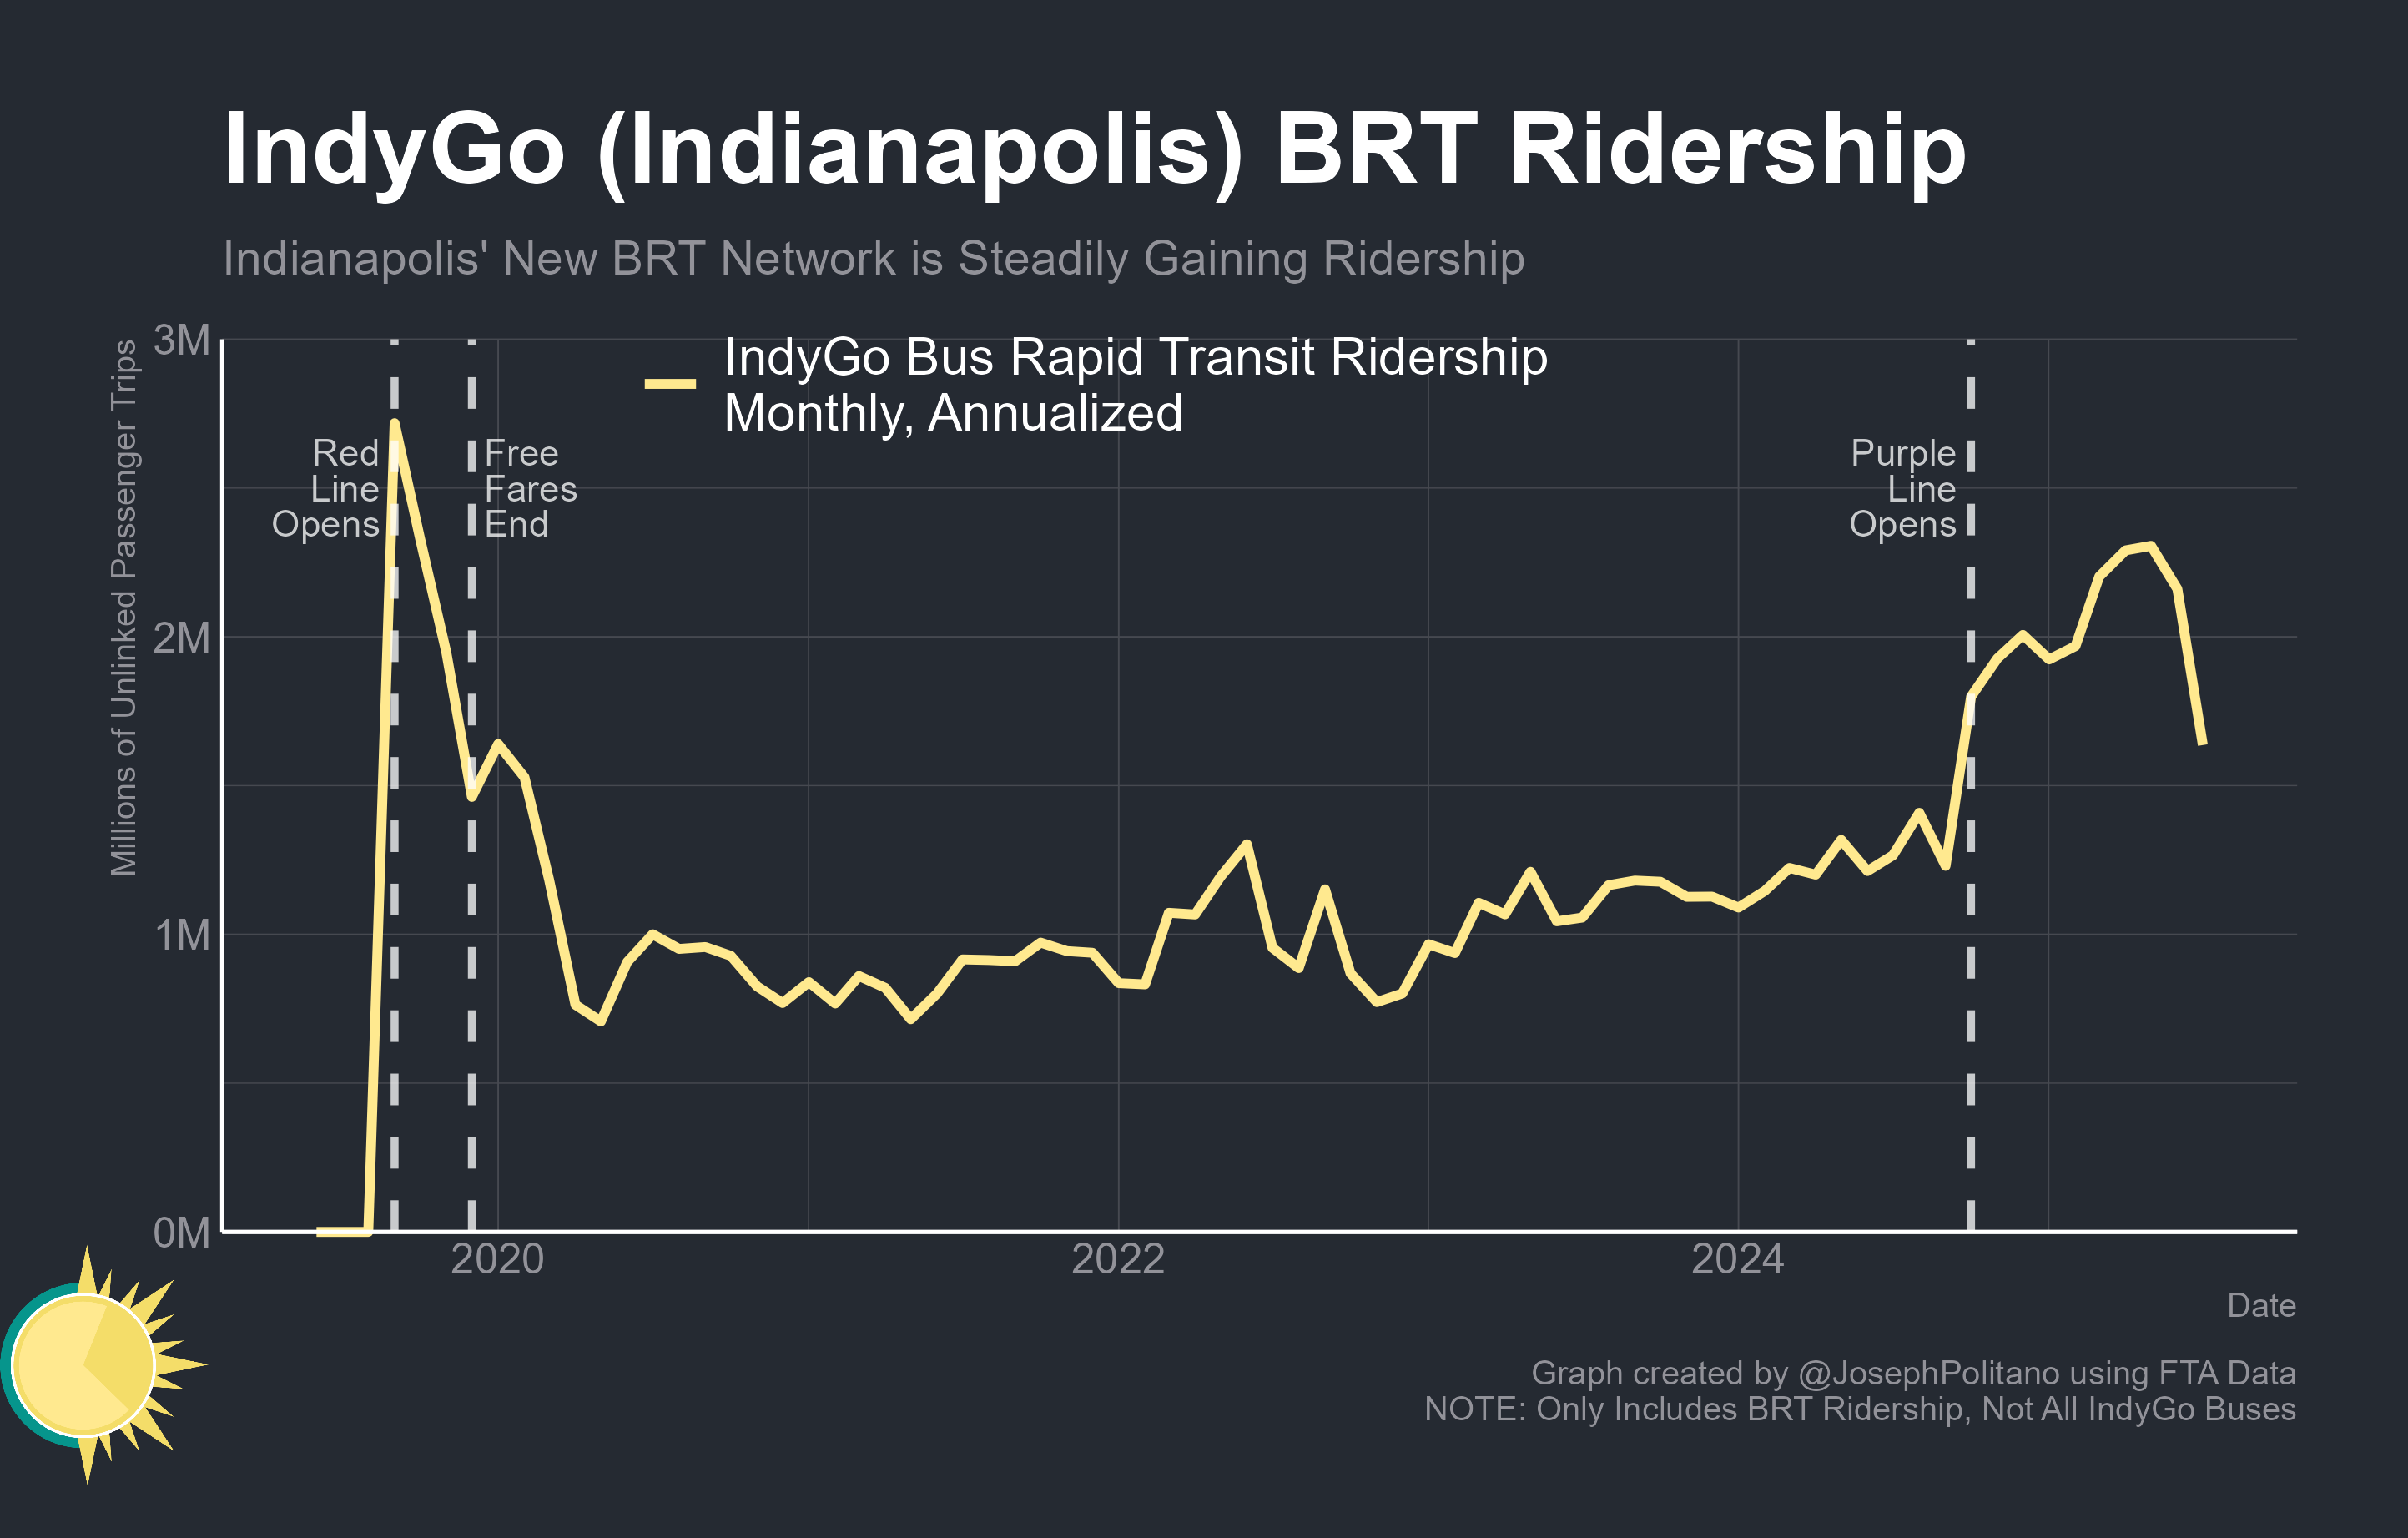 IndyGo (Indianapolis) BRT Ridership
Indianapolis' New BRT Network is Steadily Gaining Ridership
Millions of Unlinked Passenger Trips
3M
2M
1M
0M
IndyGo Bus Rapid Transit Ridership
Monthly, Annualized
Red
Line
Opens
Free
Fares
End
Purple
Line
Opens
2020
2022
2024
Date
Graph created by @JosephPolitano using FTA Data
NOTE: Only Includes BRT Ridership, Not All IndyGo Buses